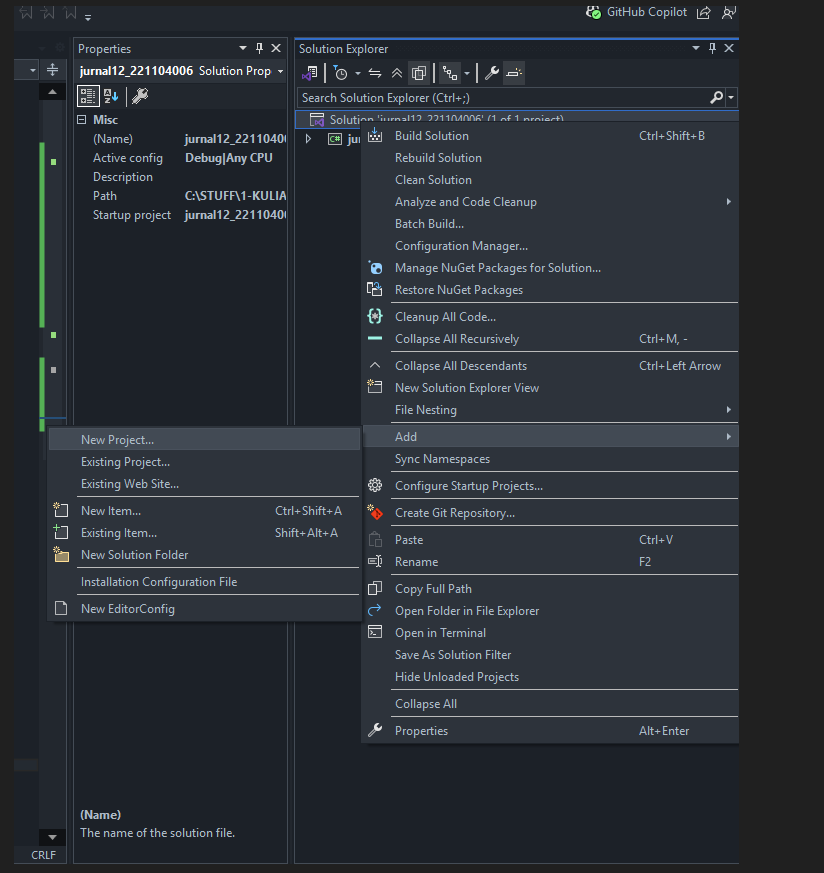 GitHub Copilot
Properties
jurnal12_221104006 Solution Prop
Misc
(Name) jurnal12_2211040
Active config Debug|Any CPU
Description
Path C:\STUFF\1-KULIA
Startup project jurnal12_2211040
(Name)
The name of the solution file.
CRLF
Solution Explorer
Search Solution Explorer (Ctrl+;)
Solution 'jurnal12_221104006' (1 of 1 project)
C# ju
Build Solution Ctrl+Shift+B
Rebuild Solution
Clean Solution
Analyze and Code Cleanup
Batch Build...
Configuration Manager...
Manage NuGet Packages for Solution...
Restore NuGet Packages
Cleanup All Code...
Collapse All Recursively Ctrl+M, -
Collapse All Descendants Ctrl+Left Arrow
New Solution Explorer View
File Nesting
Add
Sync Namespaces
Configure Startup Projects...
Create Git Repository...
Paste Ctrl+V
Rename F2
Copy Full Path
Open Folder in File Explorer
Open in Terminal
Save As Solution Filter
Hide Unloaded Projects
Collapse All
Properties Alt+Enter
New Project...
Existing Project...
Existing Web Site...
New Item... Ctrl+Shift+A
Existing Item... Shift+Alt+A
New Solution Folder
Installation Configuration File
New EditorConfig